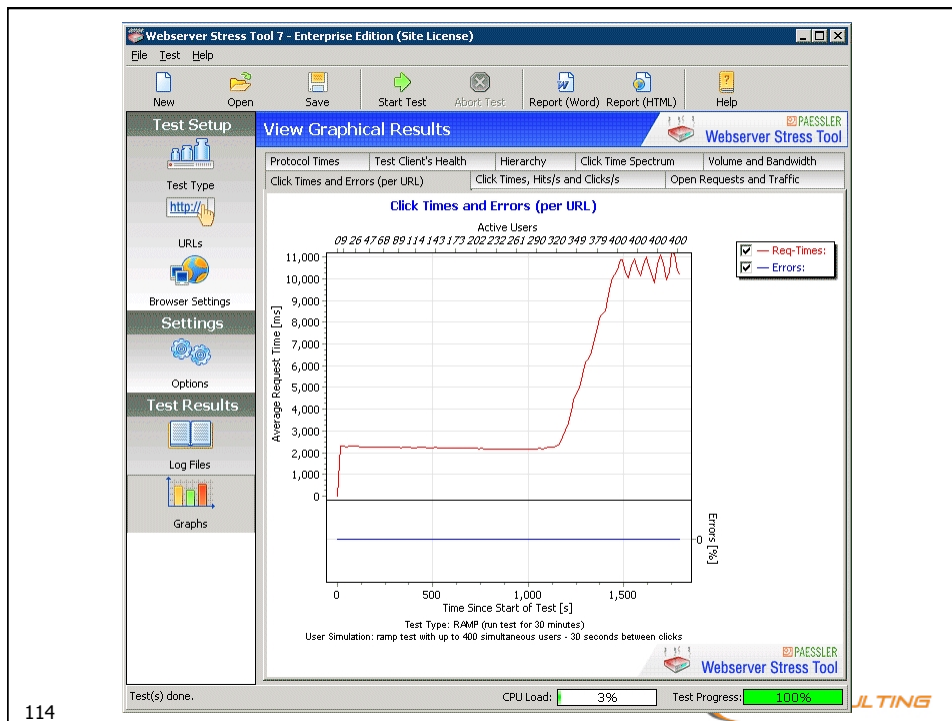 Webserver Stress Tool 7 - Enterprise Edition (Site License)
File Test Help
New Open Save Start Test Abort Test Report (Word) Report (HTML) Help
Test Setup
Test Type
http://
URLs
Browser Settings
Settings
Options
Test Results
Log Files
Graphs
View Graphical Results
PAESSLER
Webserver Stress Tool
Protocol Times Test Client's Health Hierarchy Click Time Spectrum Volume and Bandwidth
Click Times and Errors (per URL) Click Times, Hits/s and Clicks/s Open Requests and Traffic
Click Times and Errors (per URL)
Active Users
09 26 47 68 89 114 143 173 202 232 261 290 320 349 379 400 400 400 400
Req-Times:
Errors:
11,000
10,000
9,000
8,000
7,000
6,000
5,000
4,000
3,000
2,000
1,000
0
Average Request Time [ms]
0
Errors [%]
0 500 1,000 1,500
Time Since Start of Test [s]
Test Type: RAMP (run test for 30 minutes)
User Simulation: ramp test with up to 400 simultaneous users - 30 seconds between clicks
PAESSLER
Webserver Stress Tool
Test(s) done. CPU Load: 3% Test Progress: 100%
114